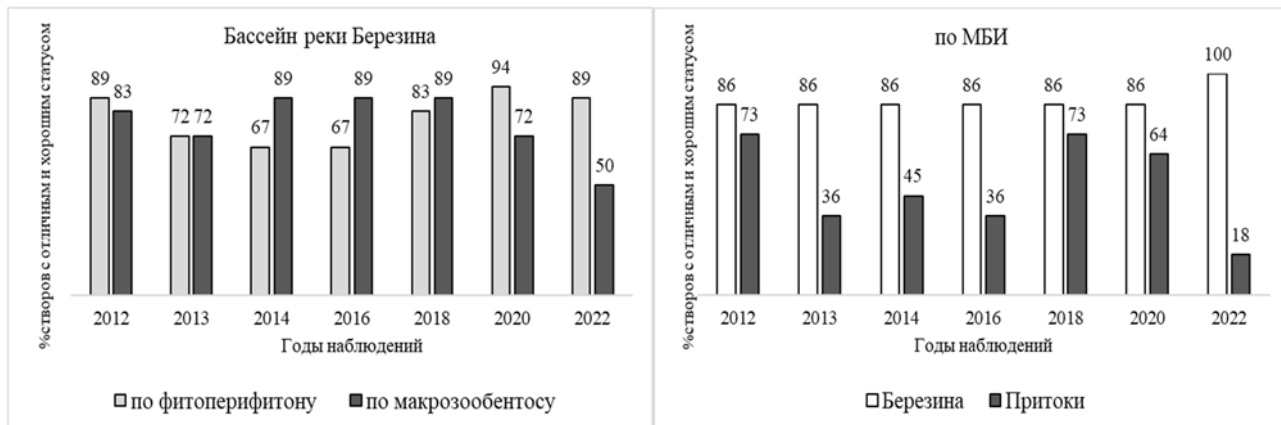 Бассейн реки Березина
%створов с отличным и хорошим статусом
89 83 72 72 67 89 67 89 83 89 94 72 89 50
2012 2013 2014 2016 2018 2020 2022
Годы наблюдений
по фитоперифитону по макрозообентосу
по МБИ
%створов с отличным и хорошим статусом
86 73 86 36 86 45 86 36 86 73 86 64 100 18
2012 2013 2014 2016 2018 2020 2022
Годы наблюдений
Березина Притоки